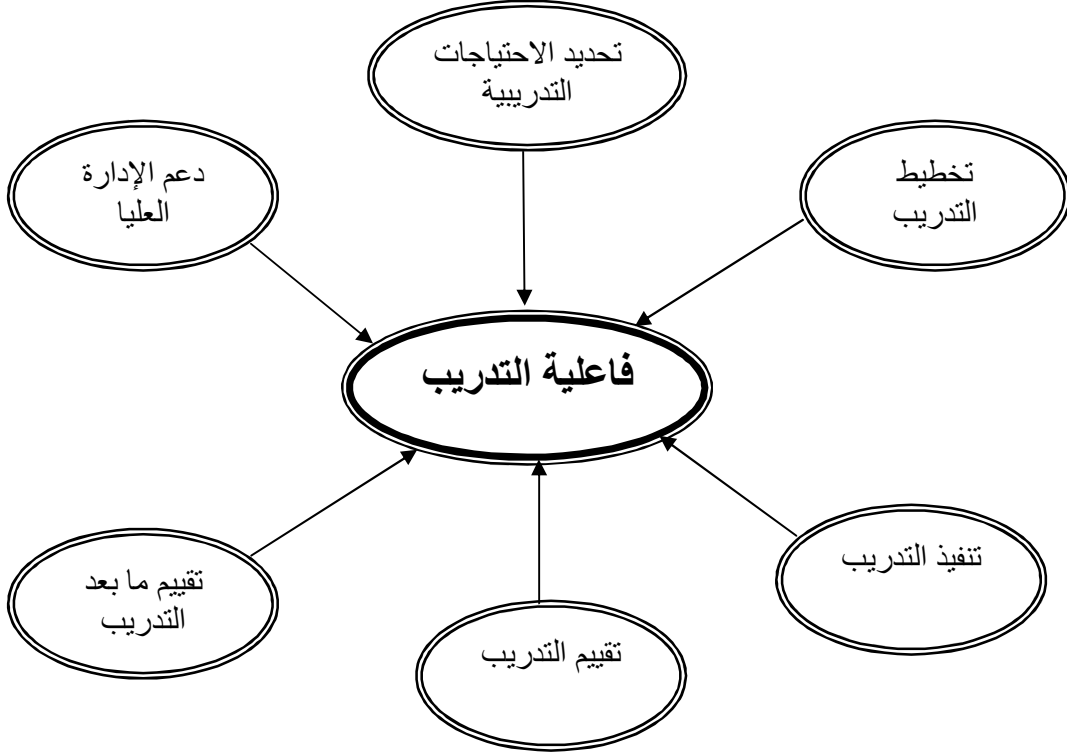 تحديد الاحتياجات
التدريبية
تخطيط
التدريب
دعم الإدارة
العليا
فاعلية التدريب
تنفيذ التدريب
تقييم ما بعد
التدريب
تقييم التدريب